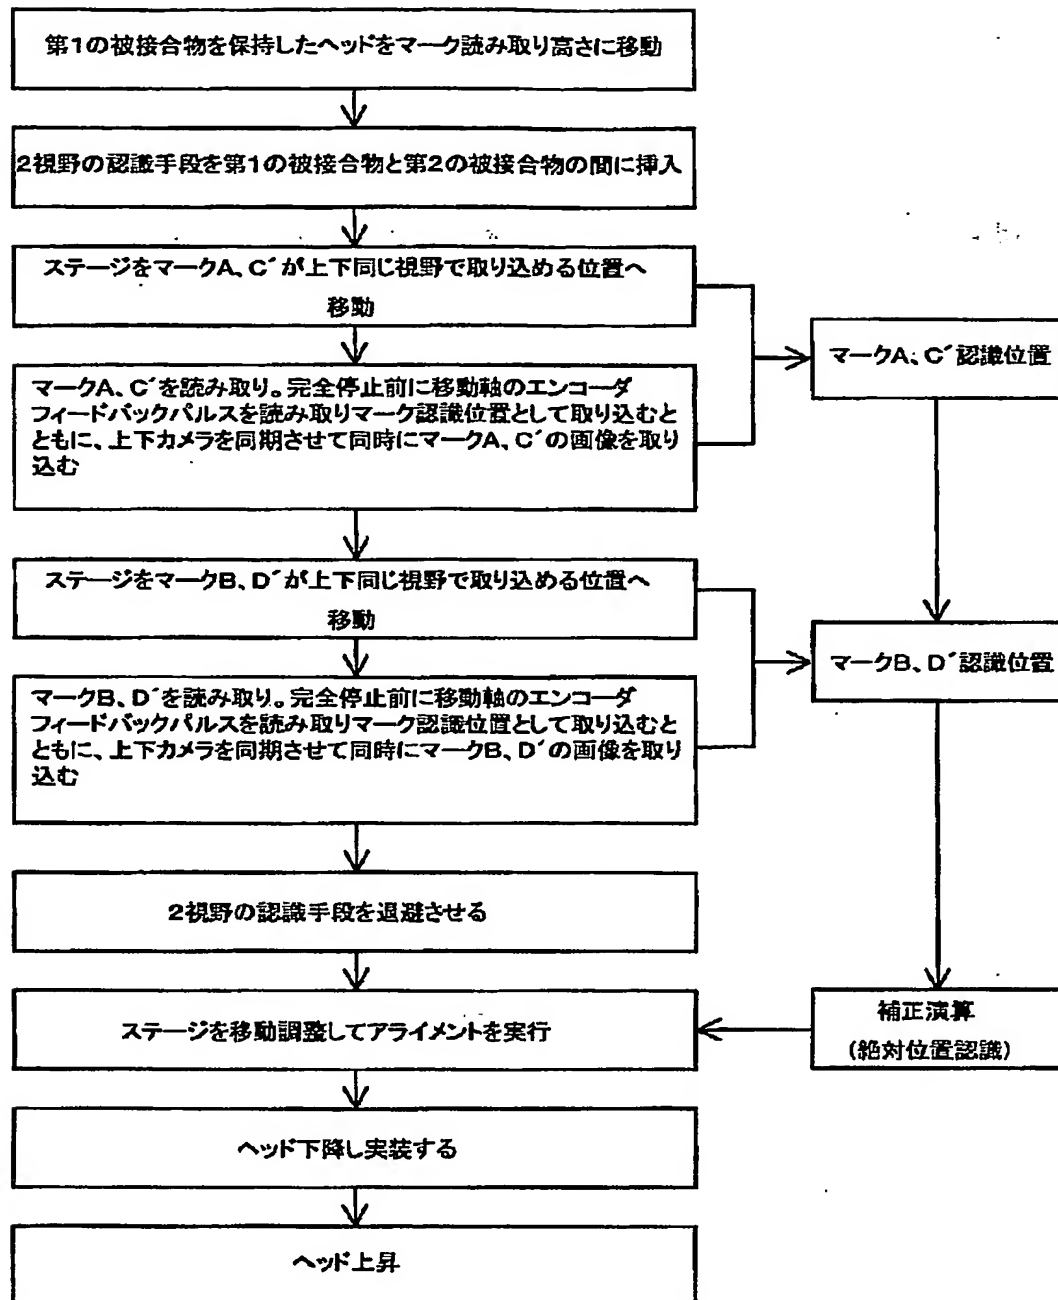 第1の被接合物を保持したヘッドをマーク読み取り高さに移動
2視野の認識手段を第1の被接合物と第2の被接合物の間に挿入
ステージをマークA、C´が上下同じ視野で取り込める位置へ
移動
マークA、C´認識位置
マークA、C´を読み取り。完全停止前に移動軸のエンコーダ
フィードバックパルスを読み取りマーク認識位置として取り込むと
ともに、上下カメラを同期させて同時にマークA、C´の画像を取り
込む
ステージをマークB、D´が上下同じ視野で取り込める位置へ
移動
マークB、D´認識位置
マークB、D´を読み取り。完全停止前に移動軸のエンコーダ
フィードバックパルスを読み取りマーク認識位置として取り込むと
ともに、上下カメラを同期させて同時にマークB、D´の画像を取り
込む
2視野の認識手段を退避させる
ステージを移動調整してアライメントを実行
補正演算
(絶対位置認識)
ヘッド下降し実装する
ヘッド上昇